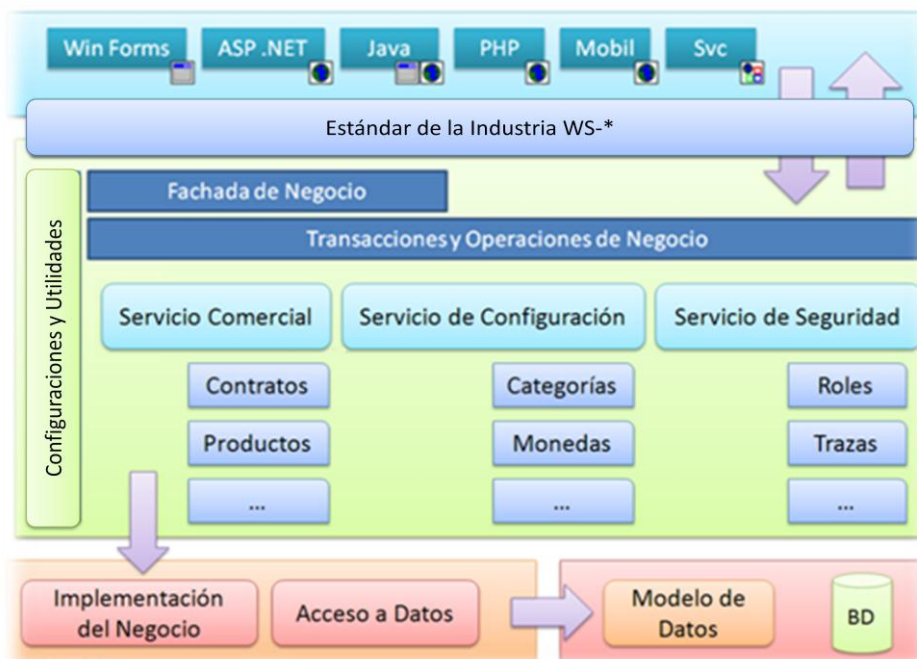 Win Forms
ASP .NET
Java
PHP
Mobil
Svc
Estándar de la Industria WS-*
Configuraciones y Utilidades
Fachada de Negocio
Transacciones y Operaciones de Negocio
Servicio Comercial
Servicio de Configuración
Servicio de Seguridad
Contratos
Categorías
Roles
Productos
Monedas
Trazas
...
...
...
Implementación
del Negocio
Acceso a Datos
Modelo de
Datos
BD